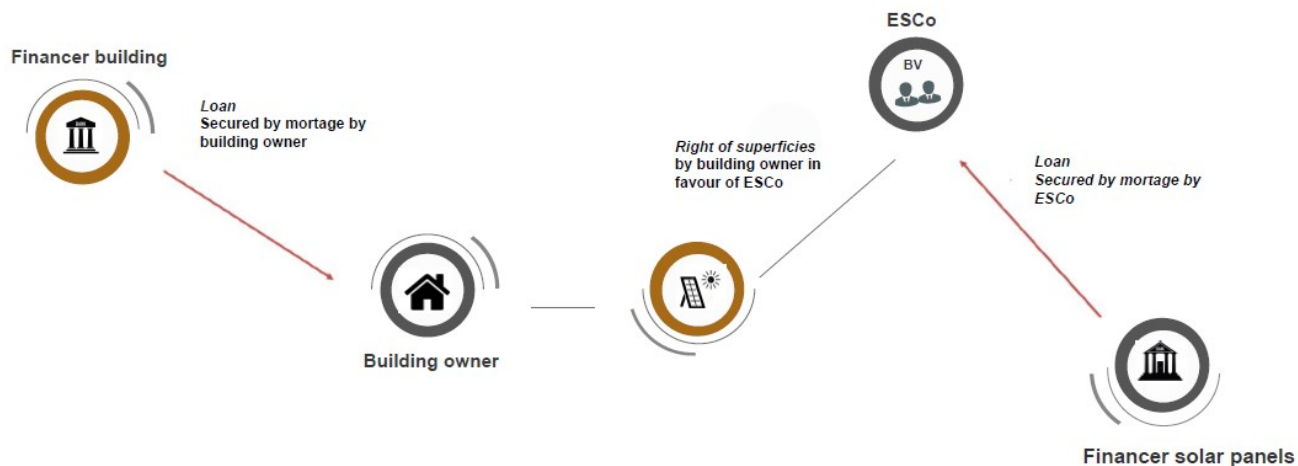 Financer building
Loan
Secured by mortage by
building owner
ESCo
BV
Right of superficies
by building owner in
favour of ESCo
Loan
Secured by mortage by
ESCo
Building owner
Financer solar panels